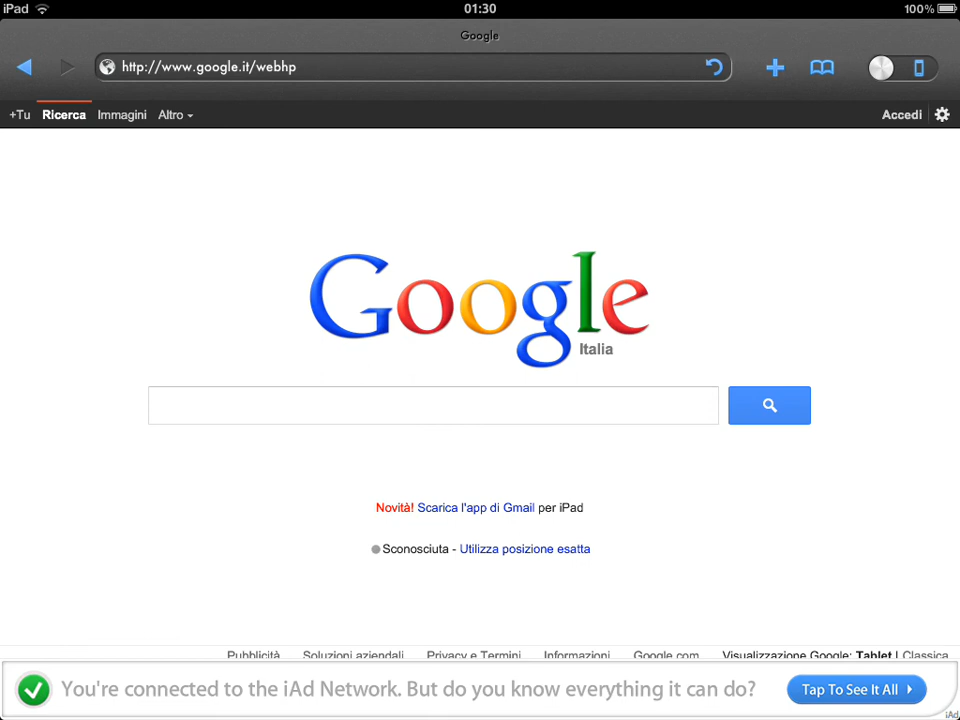 iPad 01:30 100%
Google
http://www.google.it/webhp
+Tu Ricerca Immagini Altro Accedi
Google
Italia
Novità! Scarica l'app di Gmail per iPad
Sconosciuta - Utilizza posizione esatta
Pubblicità Soluzioni aziendali Privacy e Termini Informazioni Google.com Visualizzazione Google: Tablet | Classica
You're connected to the iAd Network. But do you know everything it can do? Tap To See It All
iAd